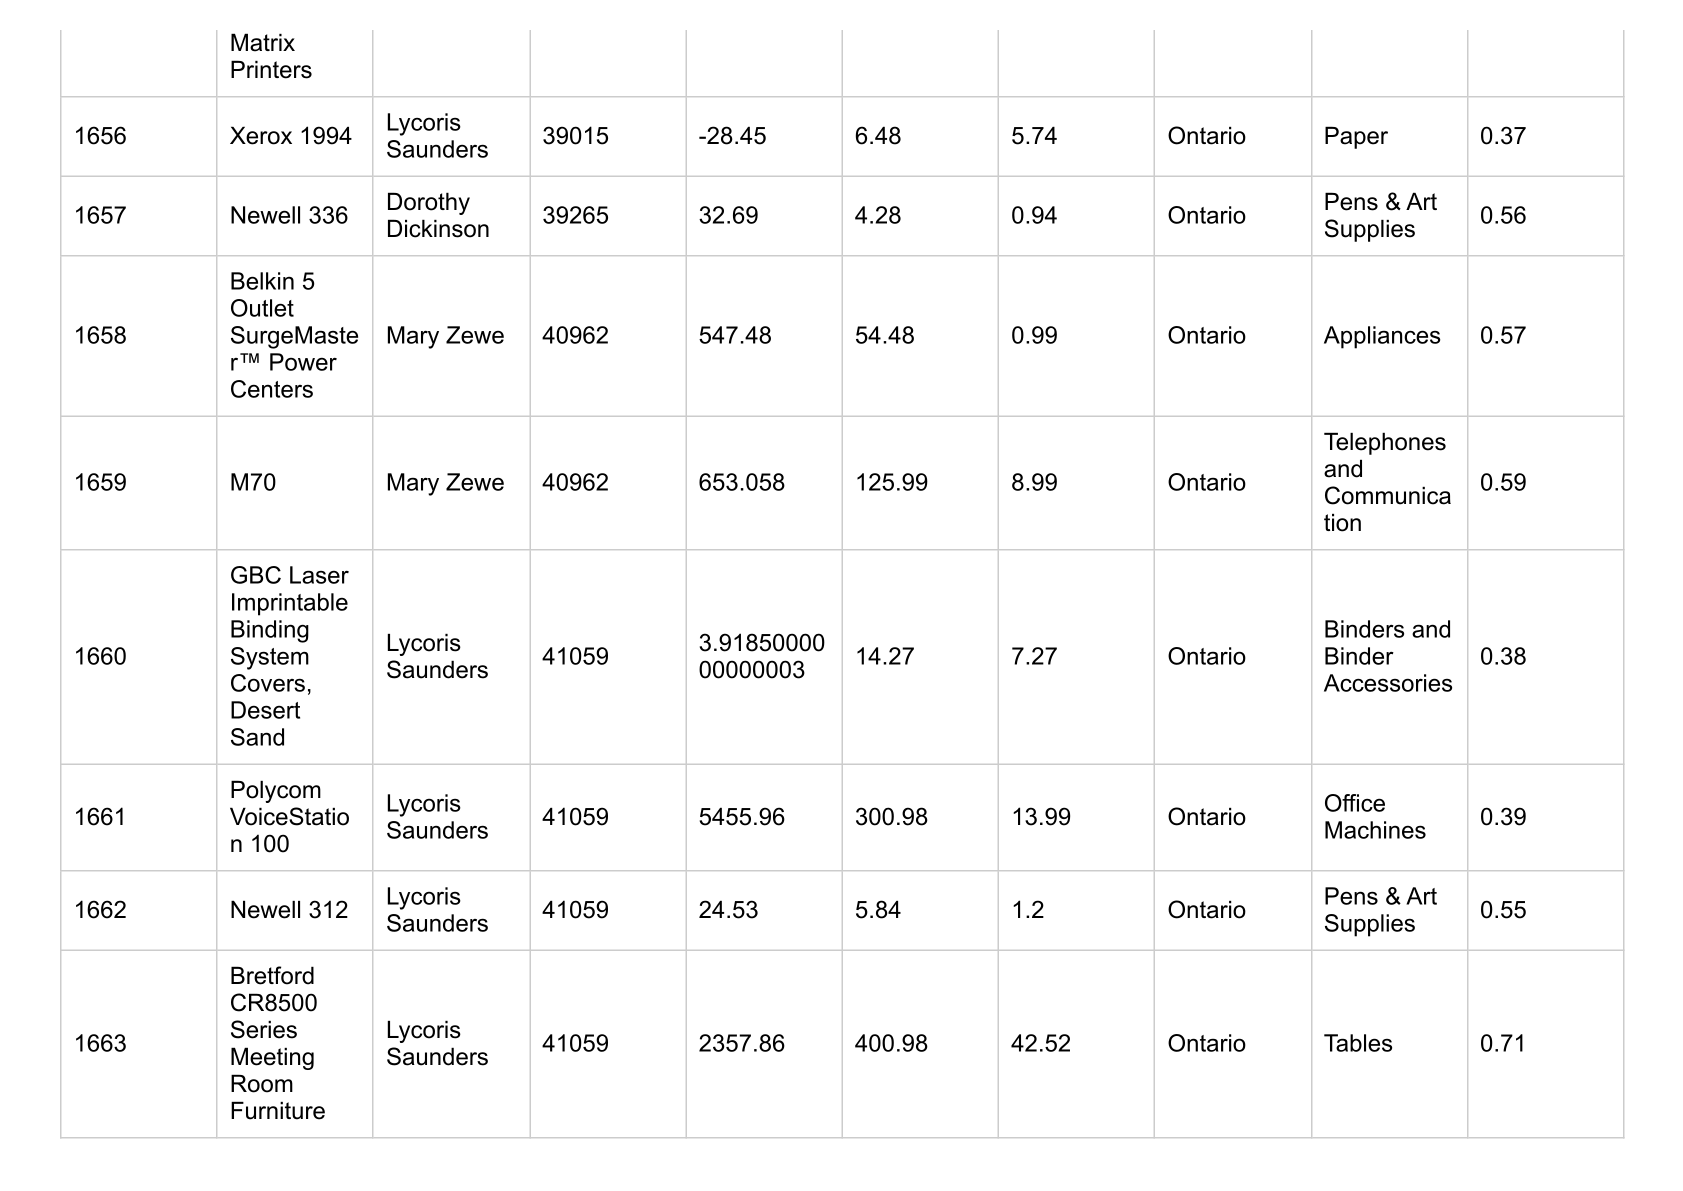 Matrix
Printers
1656 Xerox 1994 Lycoris Saunders 39015 -28.45 6.48 5.74 Ontario Paper 0.37
1657 Newell 336 Dorothy Dickinson 39265 32.69 4.28 0.94 Ontario Pens & Art Supplies 0.56
1658 Belkin 5 Outlet SurgeMaster™ Power Centers Mary Zewe 40962 547.48 54.48 0.99 Ontario Appliances 0.57
1659 M70 Mary Zewe 40962 653.058 125.99 8.99 Ontario Telephones and Communication 0.59
1660 GBC Laser Imprintable Binding System Covers, Desert Sand Lycoris Saunders 41059 3.9185000000000003 14.27 7.27 Ontario Binders and Binder Accessories 0.38
1661 Polycom VoiceStation 100 Lycoris Saunders 41059 5455.96 300.98 13.99 Ontario Office Machines 0.39
1662 Newell 312 Lycoris Saunders 41059 24.53 5.84 1.2 Ontario Pens & Art Supplies 0.55
1663 Bretford CR8500 Series Meeting Room Furniture Lycoris Saunders 41059 2357.86 400.98 42.52 Ontario Tables 0.71